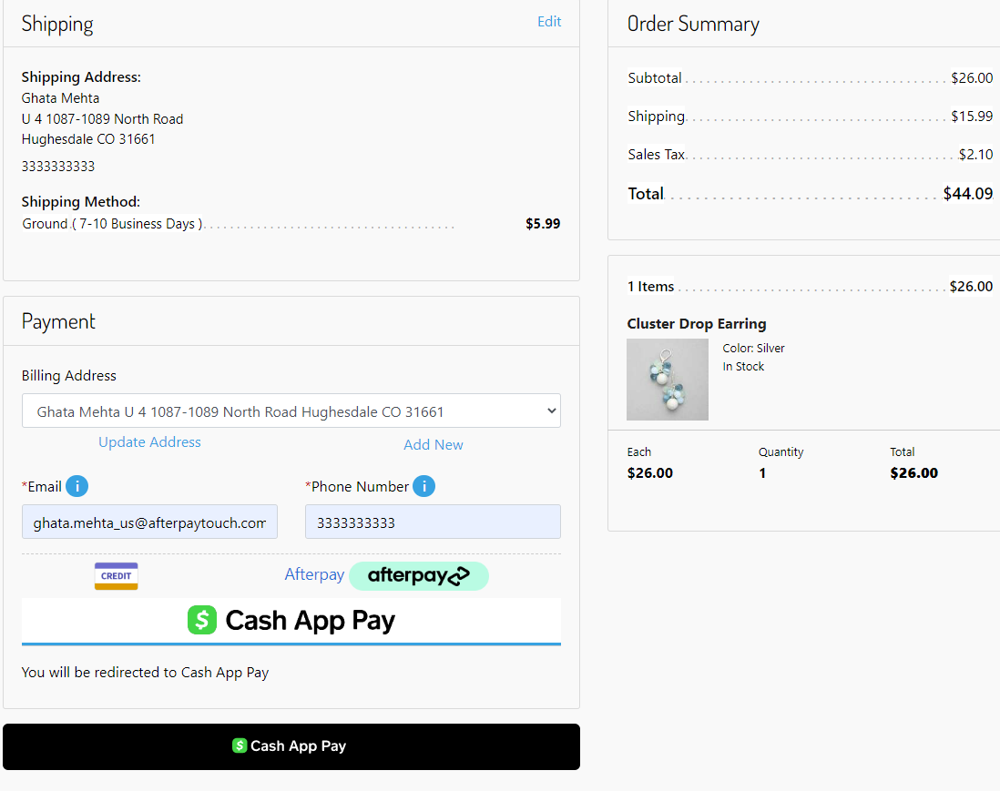 Shipping
Edit
Shipping Address:
Ghata Mehta
U 4 1087-1089 North Road
Hughesdale CO 31661
3333333333
Shipping Method:
Ground ( 7-10 Business Days ) $5.99
Payment
Billing Address
Ghata Mehta U 4 1087-1089 North Road Hughesdale CO 31661
Update Address Add New
*Email i *Phone Number i
ghata.mehta_us@afterpaytouch.com 3333333333
CREDIT Afterpay afterpay
$ Cash App Pay
You will be redirected to Cash App Pay
$ Cash App Pay
Order Summary
Subtotal $26.00
Shipping $15.99
Sales Tax $2.10
Total $44.09
1 Items $26.00
Cluster Drop Earring
Color: Silver
In Stock
Each Quantity Total
$26.00 1 $26.00